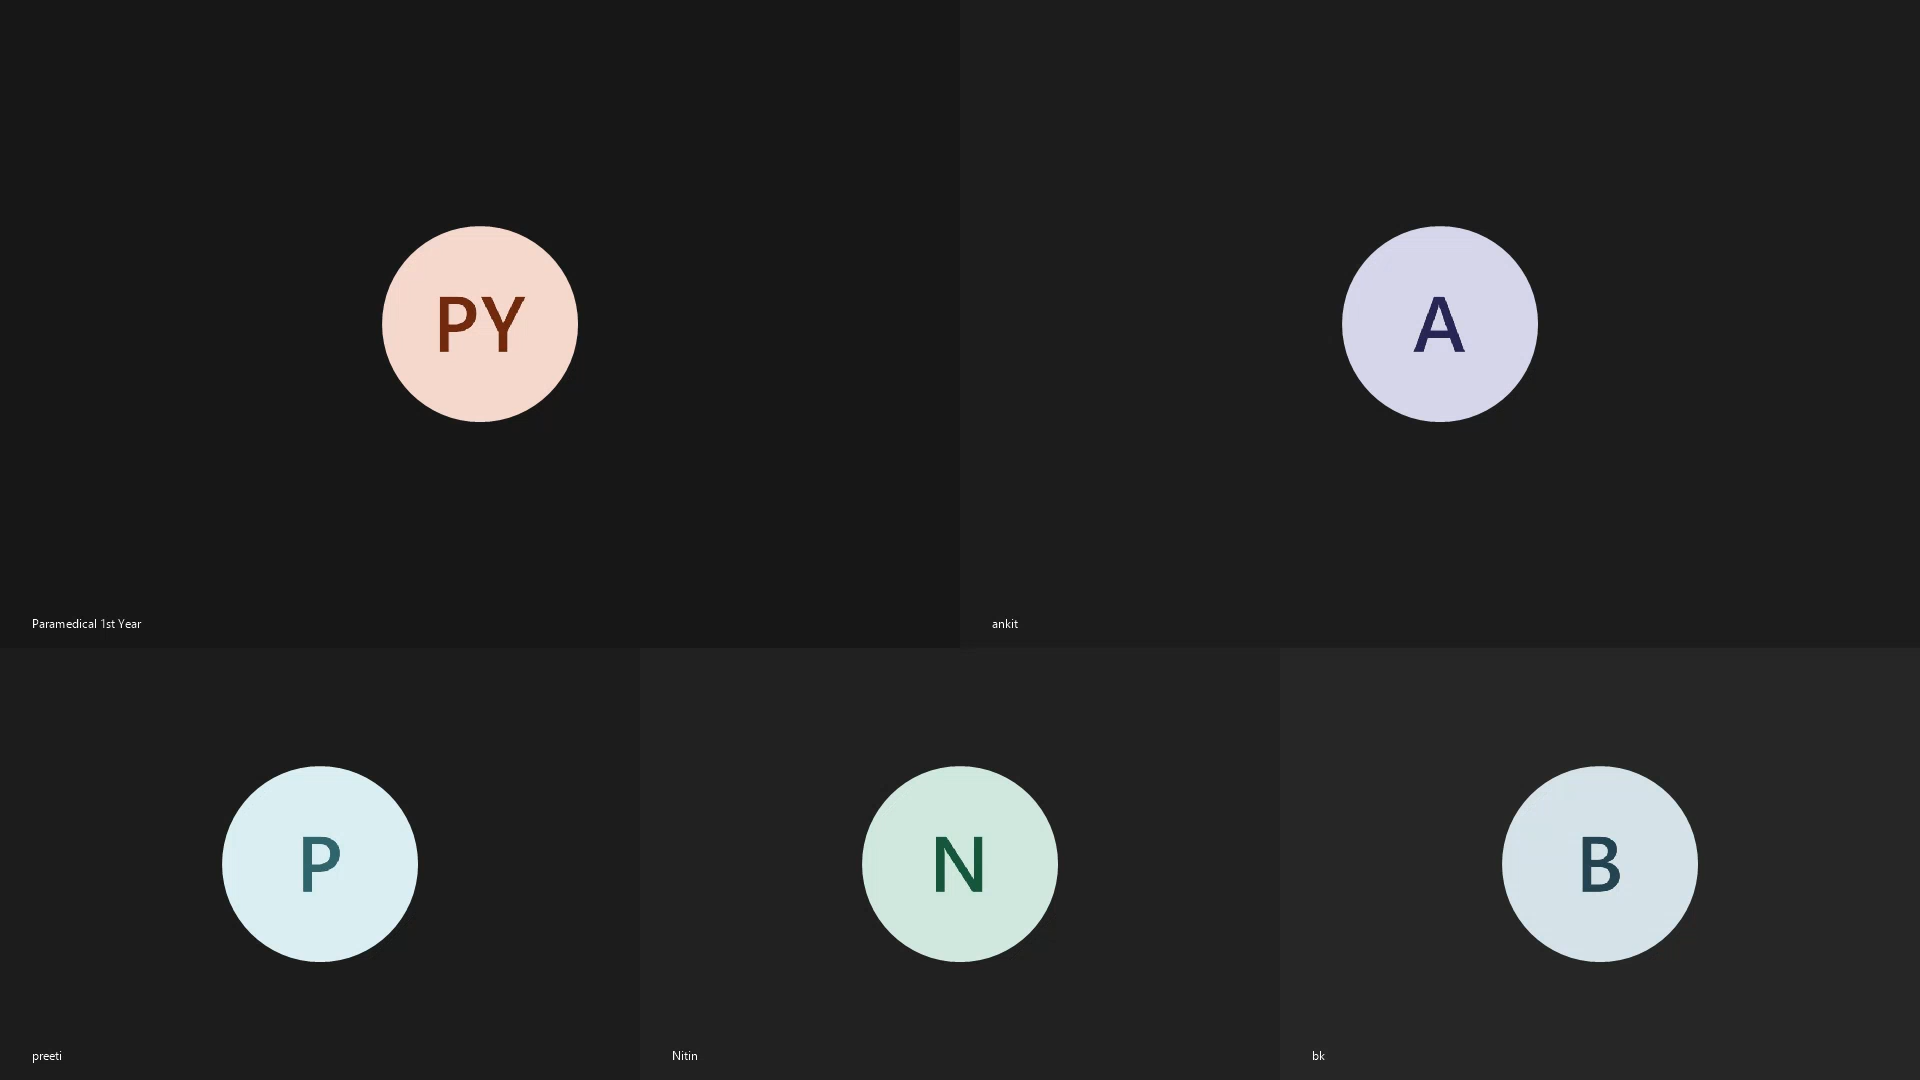 PY
A
Paramedical 1st Year
ankit
P
N
B
preeti
Nitin
bk